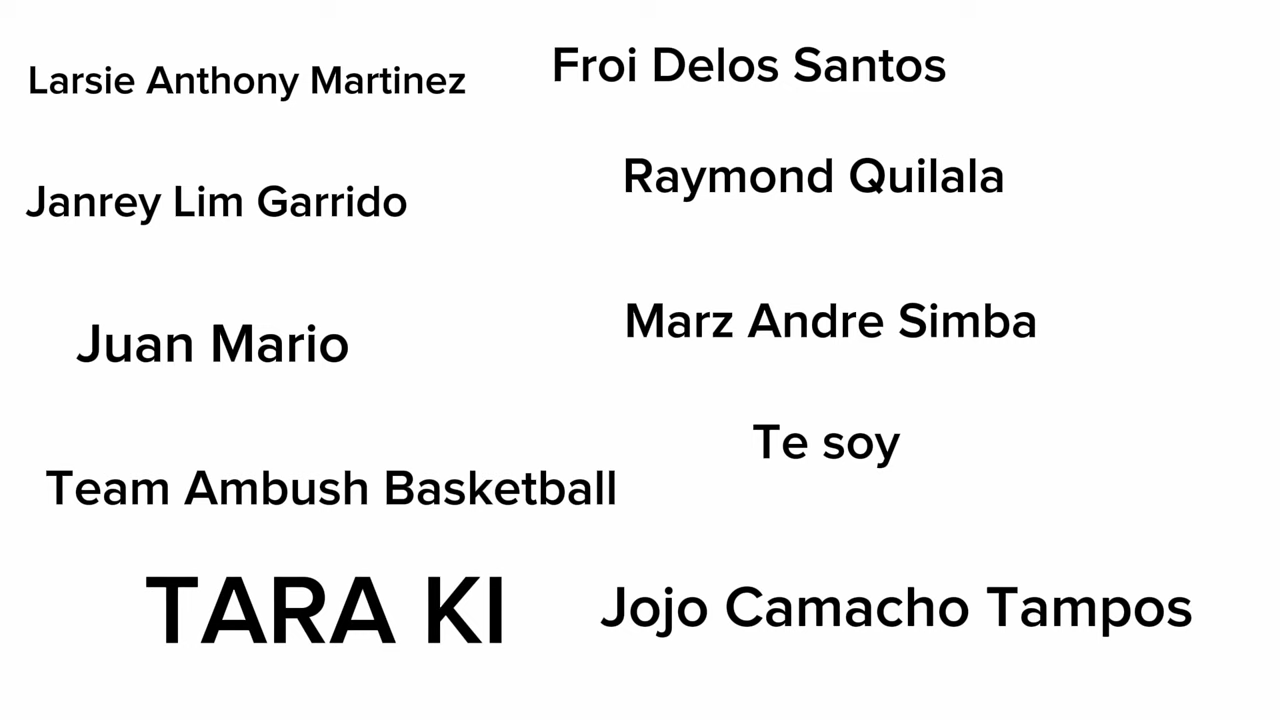 Larsie Anthony Martinez
Froi Delos Santos
Janrey Lim Garrido
Raymond Quilala
Juan Mario
Marz Andre Simba
Te soy
Team Ambush Basketball
TARA KI
Jojo Camacho Tampos